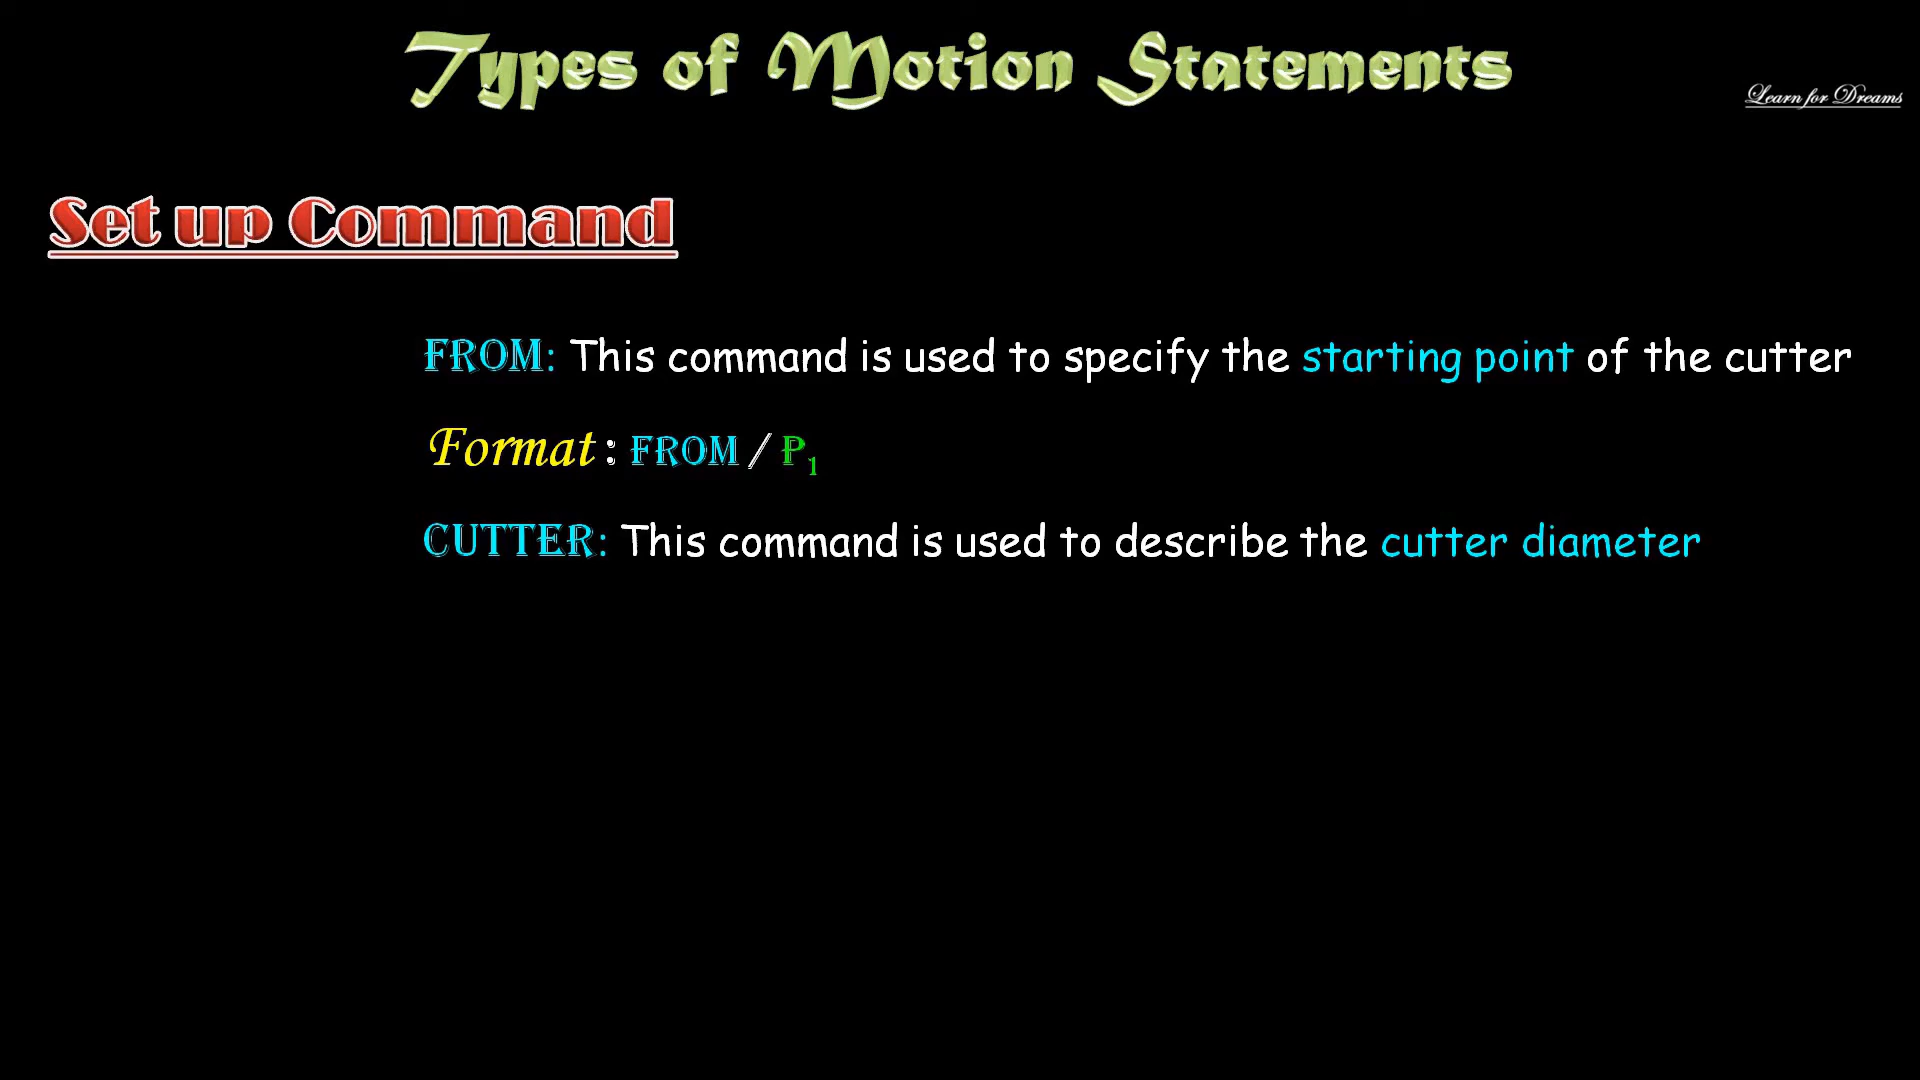 Types of Motion Statements
Learn for Dreams
Set up Command
FROM: This command is used to specify the starting point of the cutter
Format : FROM / P₁
CUTTER: This command is used to describe the cutter diameter